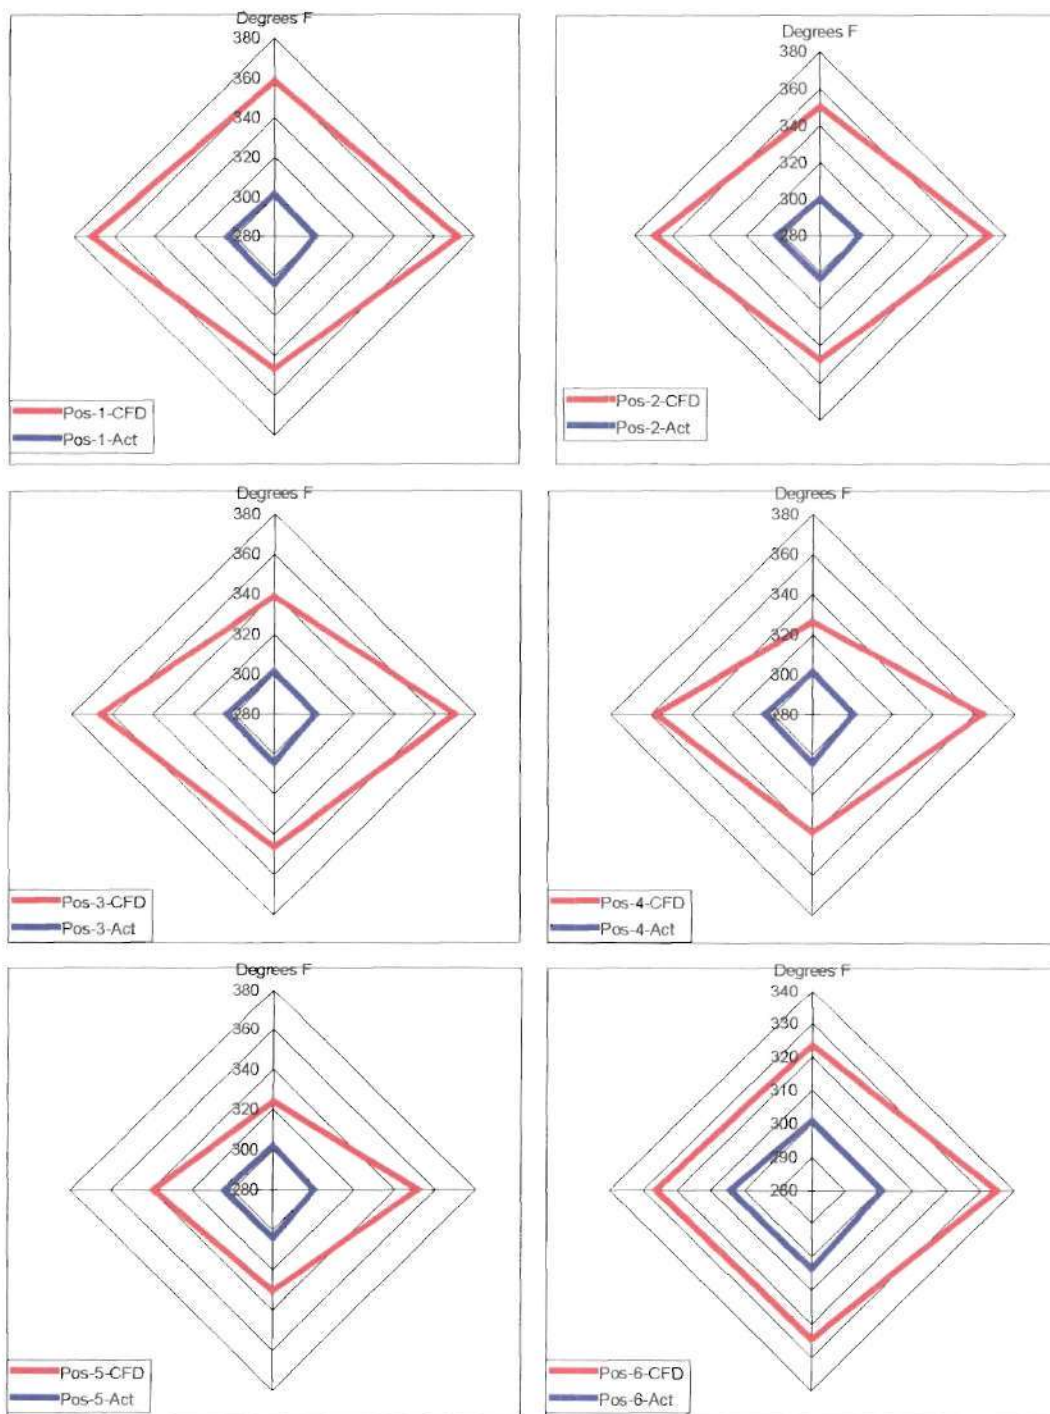 Degrees F
380
360
340
320
300
280
Pos-1-CFD
Pos-1-Act
Degrees F
380
360
340
320
300
280
Pos-2-CFD
Pos-2-Act
Degrees F
380
360
340
320
300
280
Pos-3-CFD
Pos-3-Act
Degrees F
380
360
340
320
300
280
Pos-4-CFD
Pos-4-Act
Degrees F
380
360
340
320
300
280
Pos-5-CFD
Pos-5-Act
Degrees F
340
330
320
310
300
290
280
Pos-6-CFD
Pos-6-Act